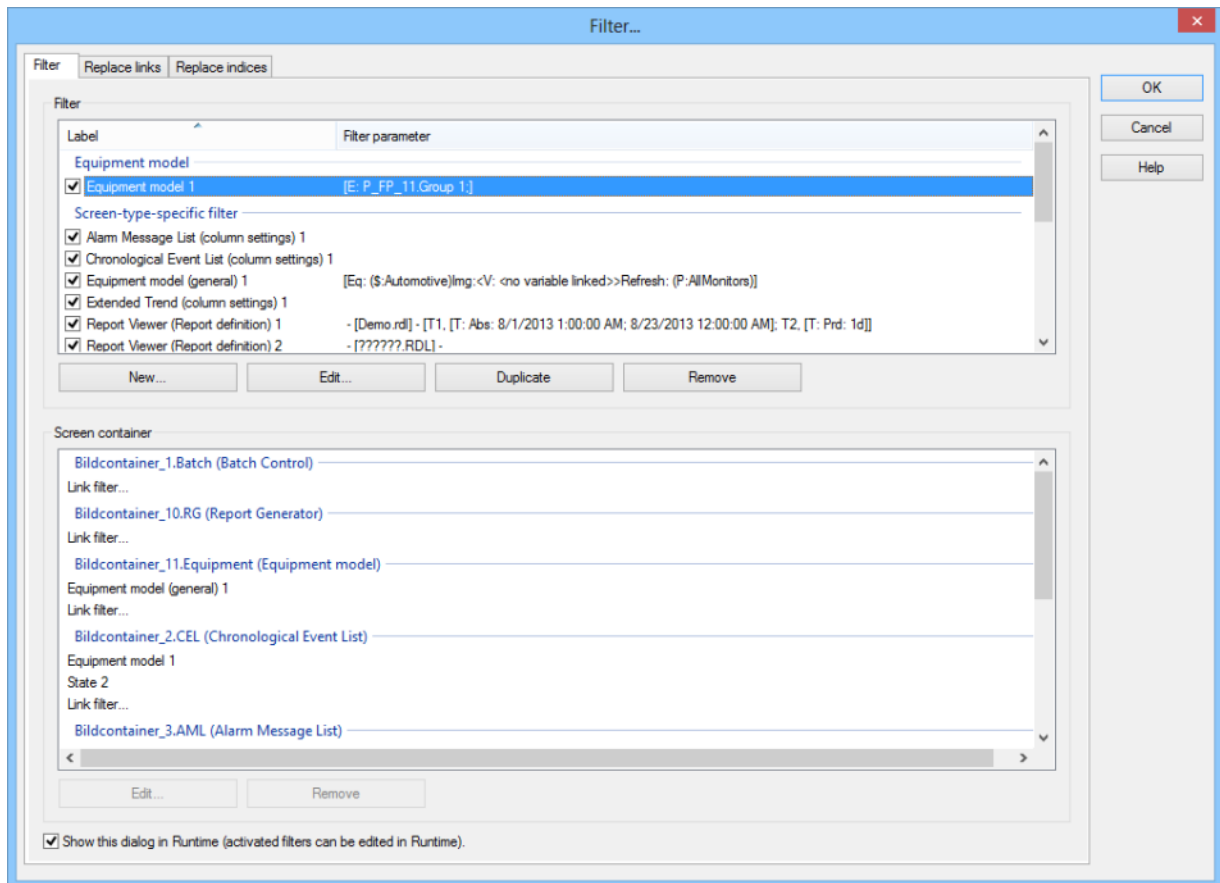 Filter...
Filter Replace links Replace indices
OK
Cancel
Help
Filter
Label Filter parameter
Equipment model
Equipment model 1 [E: P_FP_11.Group 1;]
Screen-type-specific filter
Alarm Message List (column settings) 1
Chronological Event List (column settings) 1
Equipment model (general) 1 [Eq: ($:Automotive)Img:<V: <no variable linked>>Refresh: (P:AllMonitors)]
Extended Trend (column settings) 1
Report Viewer (Report definition) 1 - [Demo.rdl] - [T1, [T: Abs: 8/1/2013 1:00:00 AM; 8/23/2013 12:00:00 AM]; T2, [T: Prd: 1d]]
Report Viewer (Report definition) 2 - [??????.RDL] -
New... Edit... Duplicate Remove
Screen container
Bildcontainer_1.Batch (Batch Control)
Link filter...
Bildcontainer_10.RG (Report Generator)
Link filter...
Bildcontainer_11.Equipment (Equipment model)
Equipment model (general) 1
Link filter...
Bildcontainer_2.CEL (Chronological Event List)
Equipment model 1
State 2
Link filter...
Bildcontainer_3.AML (Alarm Message List)
Edit... Remove
Show this dialog in Runtime (activated filters can be edited in Runtime).